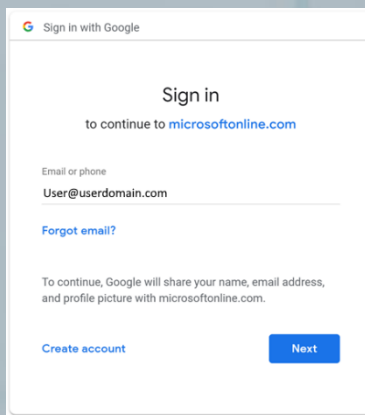 Sign in with Google
Sign in
to continue to microsoftonline.com
Email or phone
User@userdomain.com
Forgot email?
To continue, Google will share your name, email address,
and profile picture with microsoftonline.com.
Create account
Next